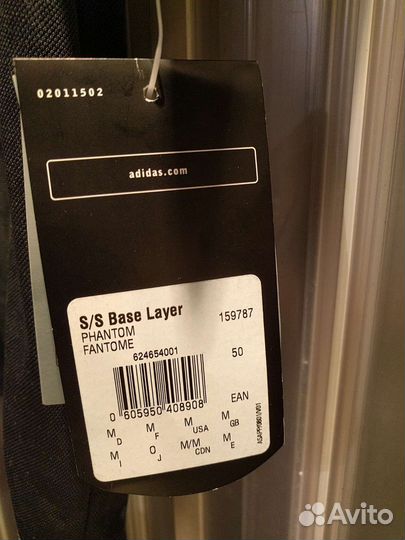 02011502
adidas.com
S/S Base Layer 159787
PHANTOM
FANTOME
624654001 50
0 605950 408908 EAN
M M M M
D F USA GB
M O M/M M
I J CDN E
Avito